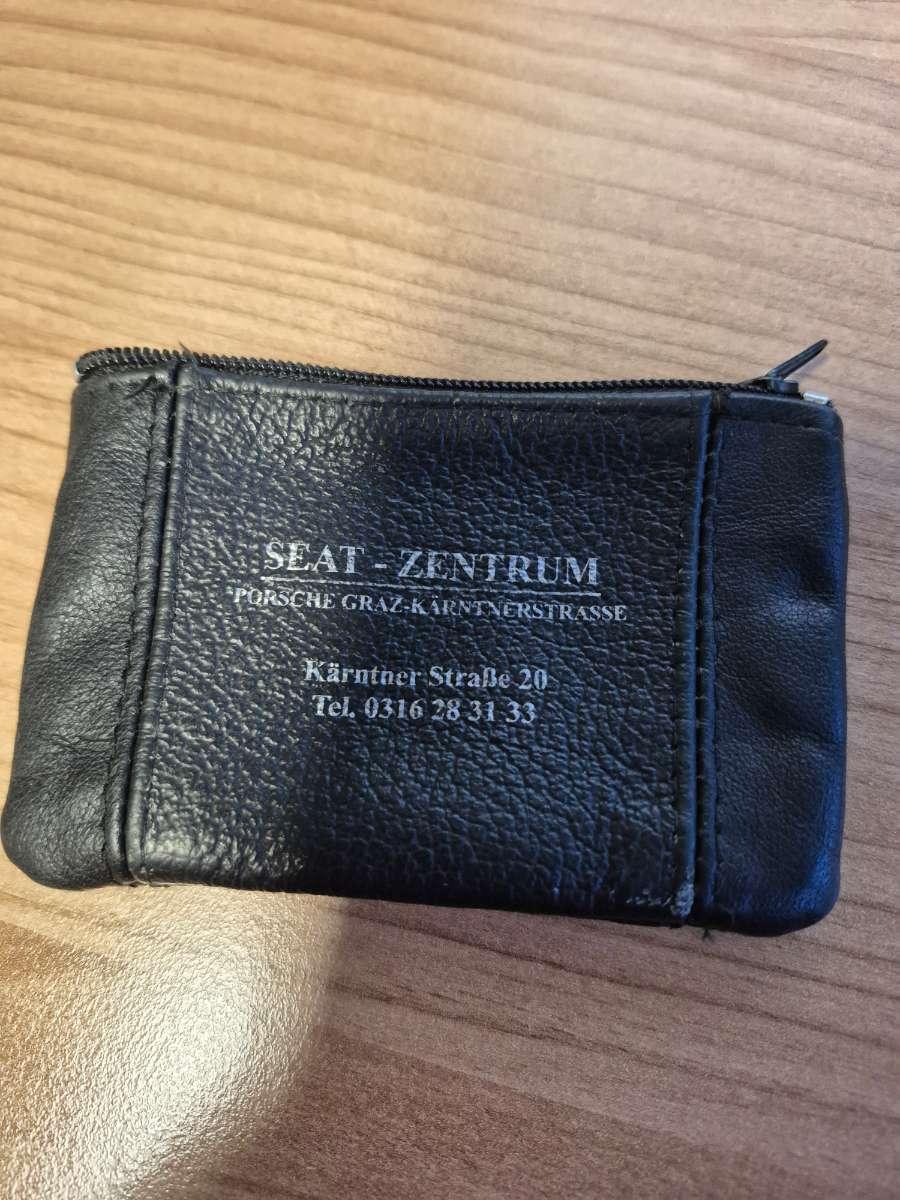 SEAT - ZENTRUM
PORSCHE GRAZ-KÄRNTNERSTRASSE
Kärntner Straße 20
Tel. 0316 28 31 33